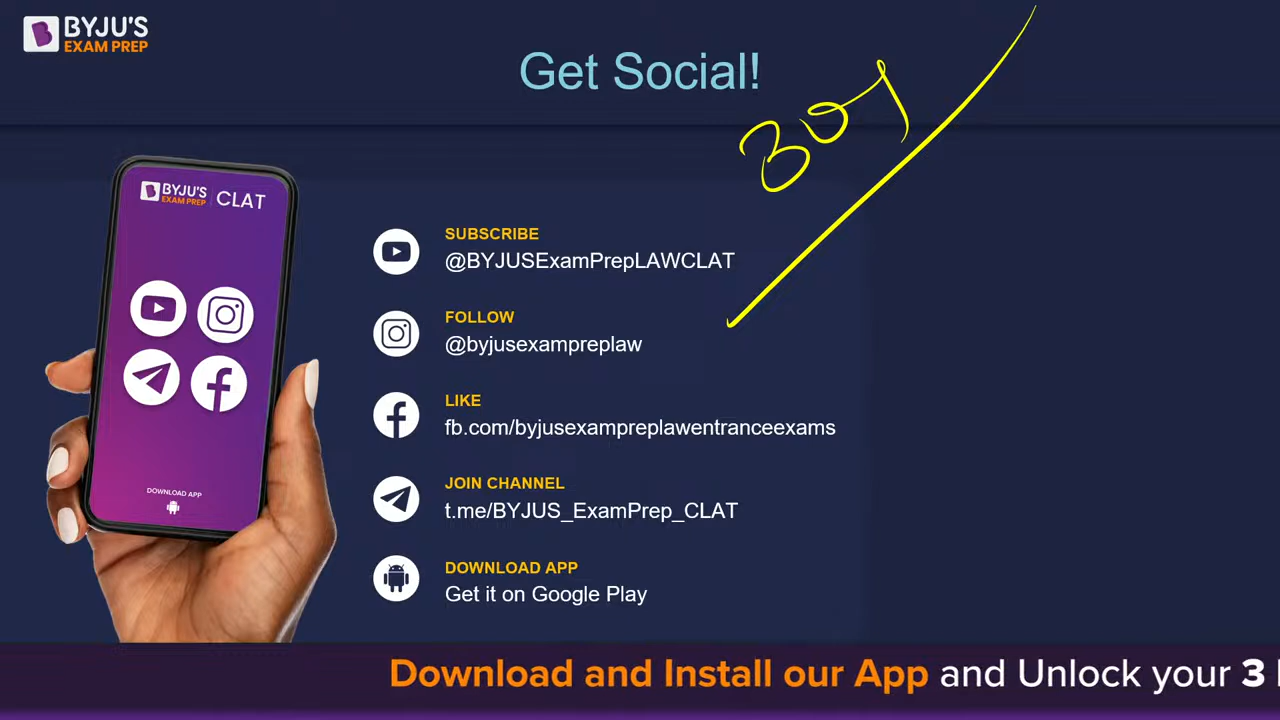 BYJU'S
EXAM PREP
Get Social!
BYJU'S
EXAM PREP
CLAT
SUBSCRIBE
@BYJUSExamPrepLAWCLAT
FOLLOW
@byjusexampreplaw
LIKE
fb.com/byjusexampreplawentranceexams
JOIN CHANNEL
t.me/BYJUS_ExamPrep_CLAT
DOWNLOAD APP
Get it on Google Play
DOWNLOAD APP
Download and Install our App and Unlock your 3